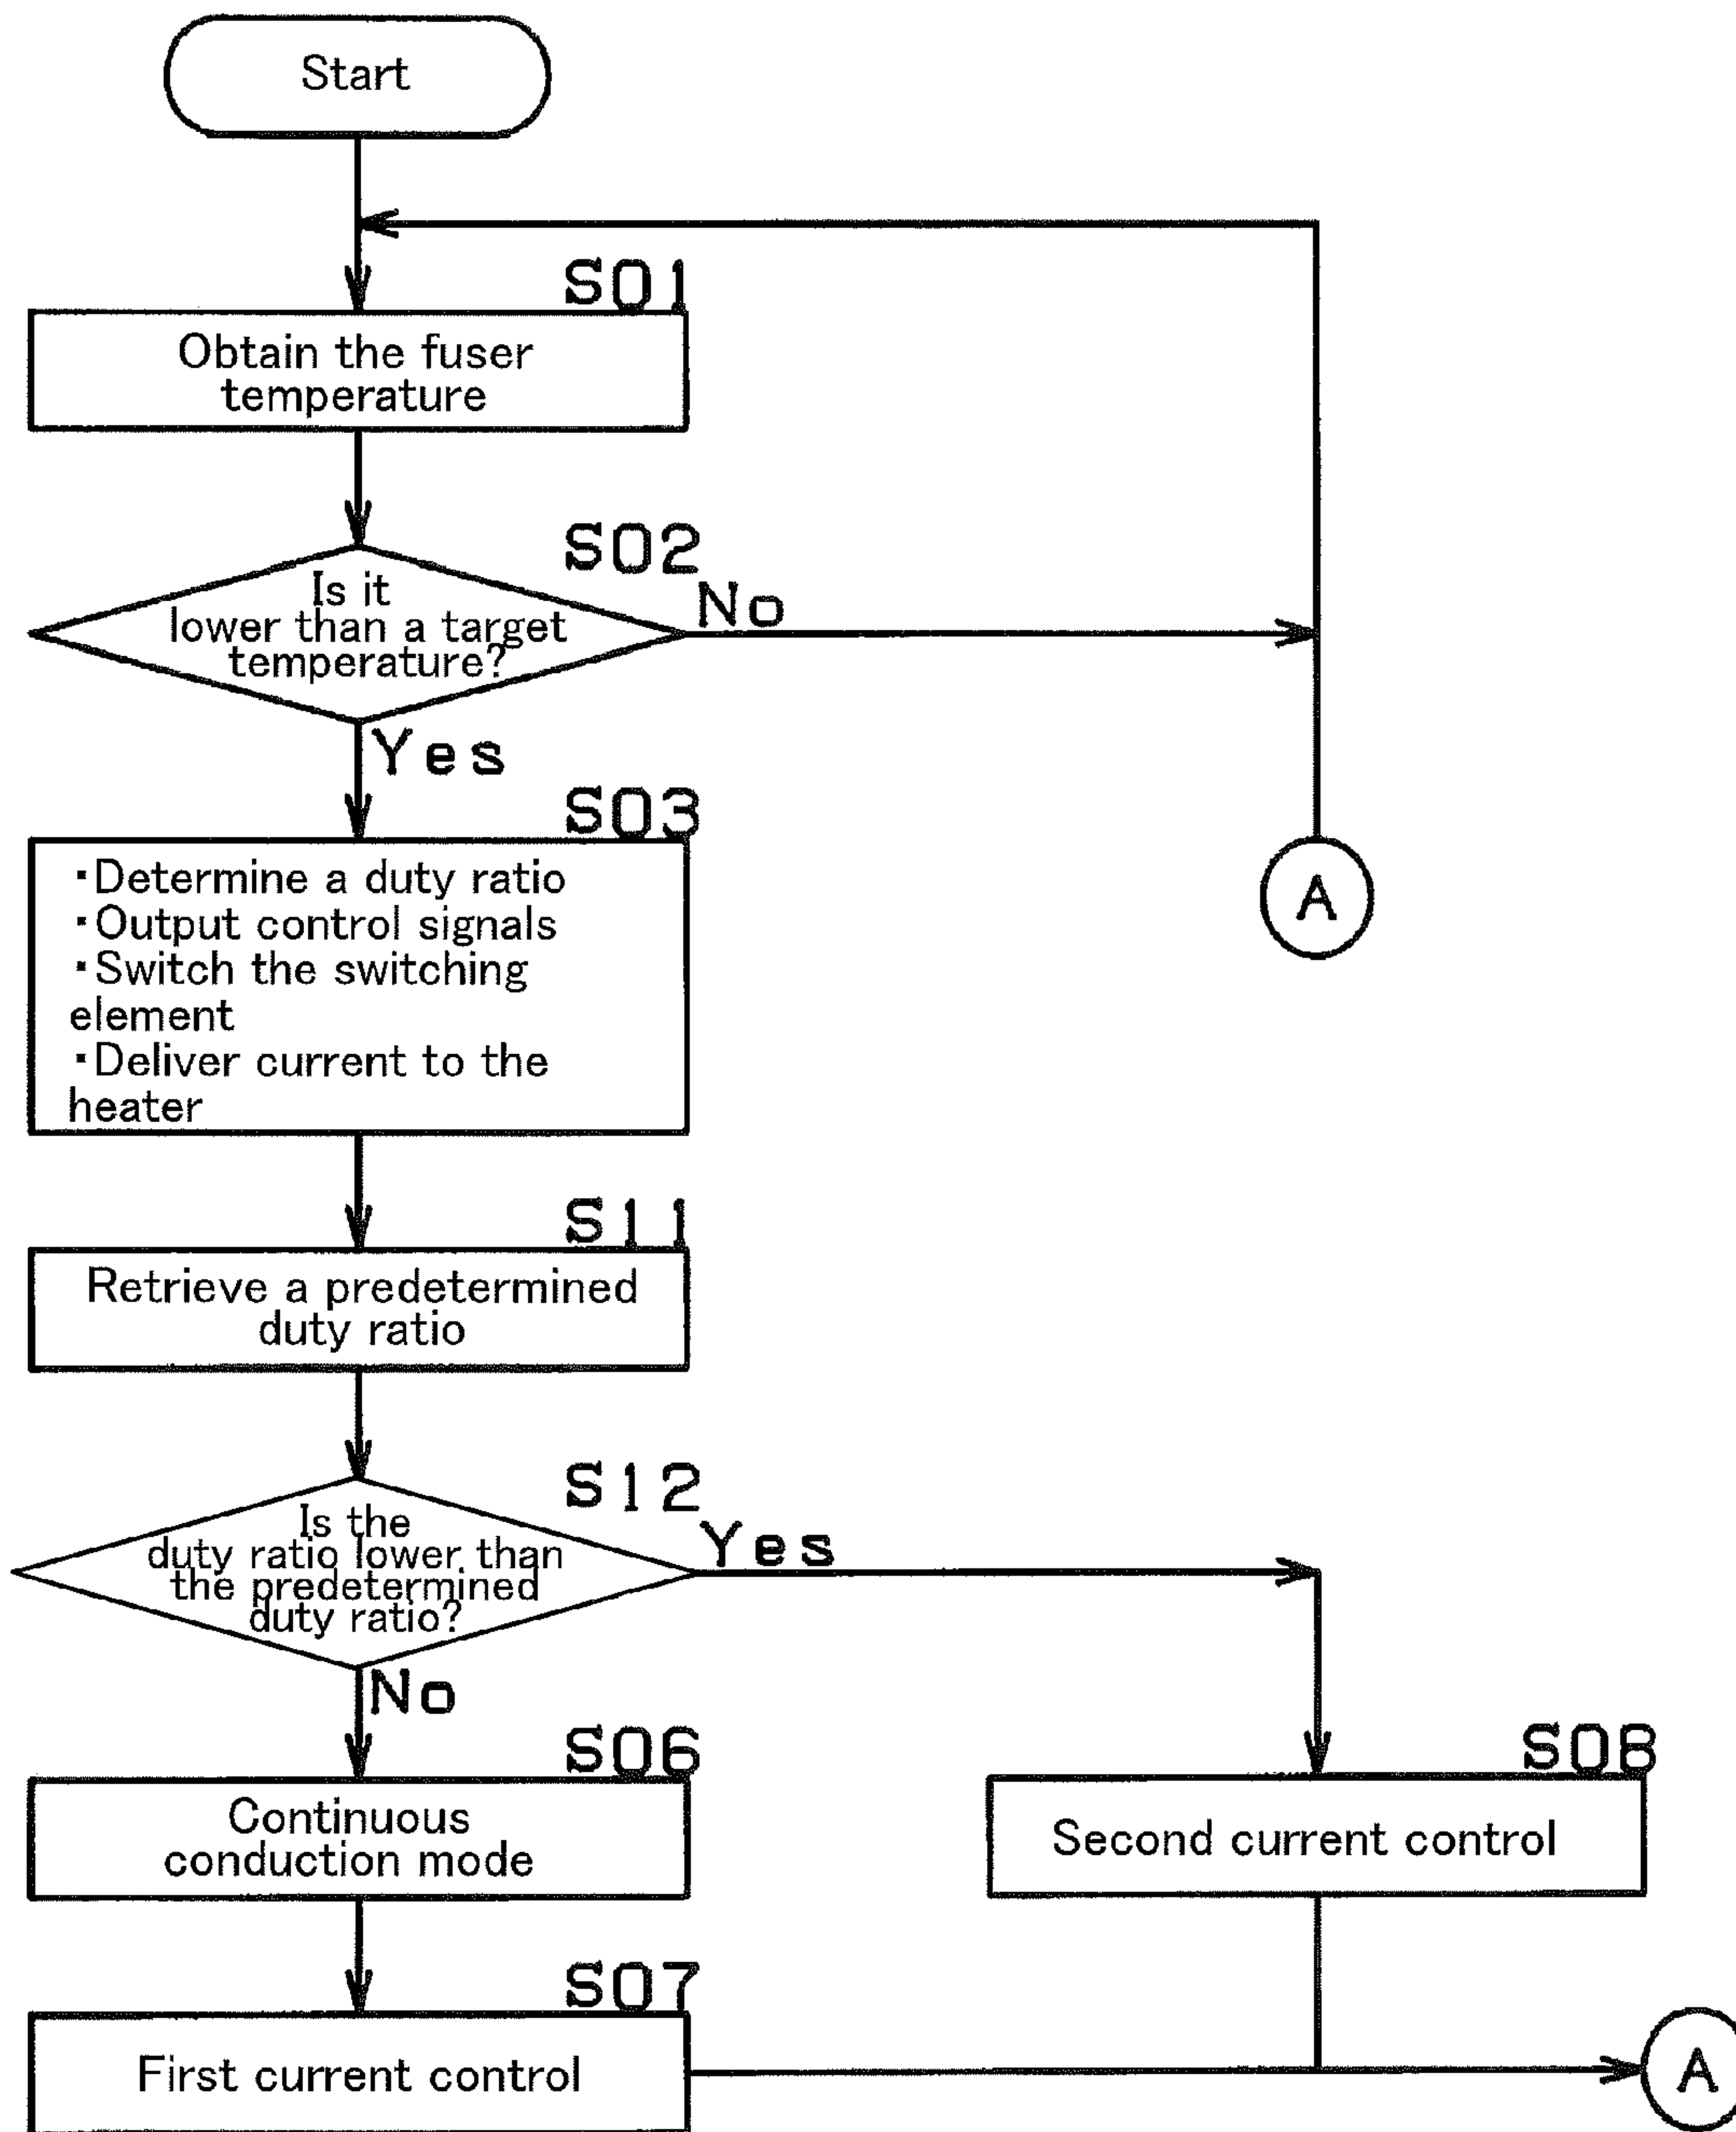 Start
S01
Obtain the fuser
temperature
S02
Is it
lower than a target
temperature?
No
Yes
S03
・Determine a duty ratio
・Output control signals
・Switch the switching
element
・Deliver current to the
heater
A
S11
Retrieve a predetermined
duty ratio
S12
Is the
duty ratio lower than
the predetermined
duty ratio?
Yes
No
S06
Continuous
conduction mode
S08
Second current control
S07
First current control
A